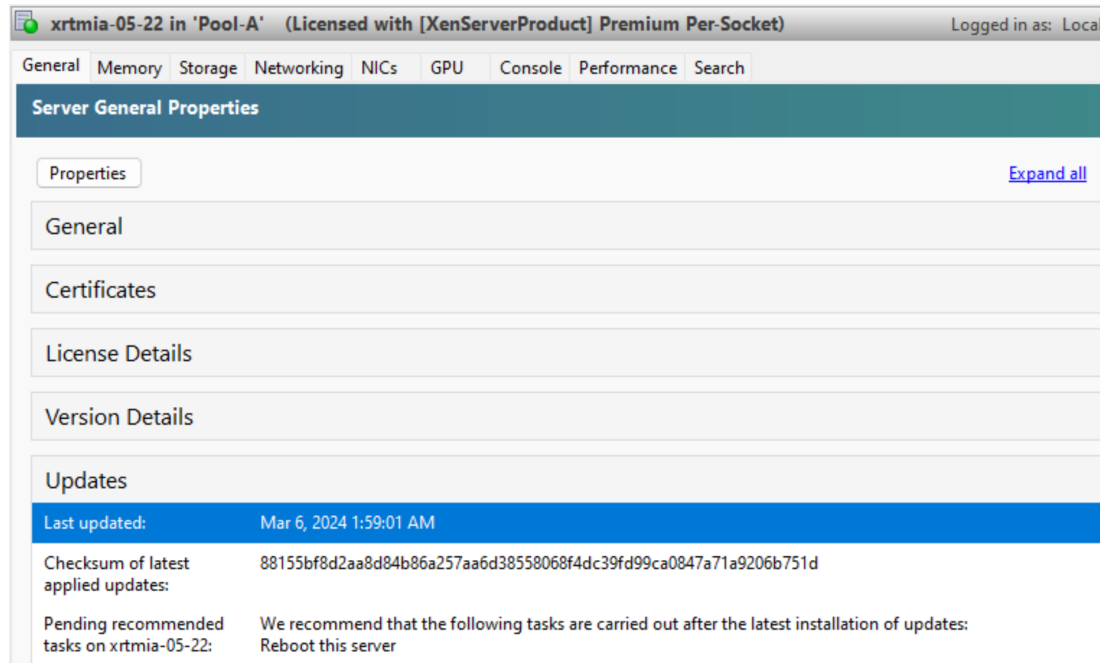 xrtmia-05-22 in 'Pool-A' (Licensed with [XenServerProduct] Premium Per-Socket) Logged in as: Local
General Memory Storage Networking NICs GPU Console Performance Search
Server General Properties
Properties Expand all
General
Certificates
License Details
Version Details
Updates
Last updated: Mar 6, 2024 1:59:01 AM
Checksum of latest 88155bf8d2aa8d84b86a257aa6d38558068f4dc39fd99ca0847a71a9206b751d
applied updates:
Pending recommended We recommend that the following tasks are carried out after the latest installation of updates:
tasks on xrtmia-05-22: Reboot this server